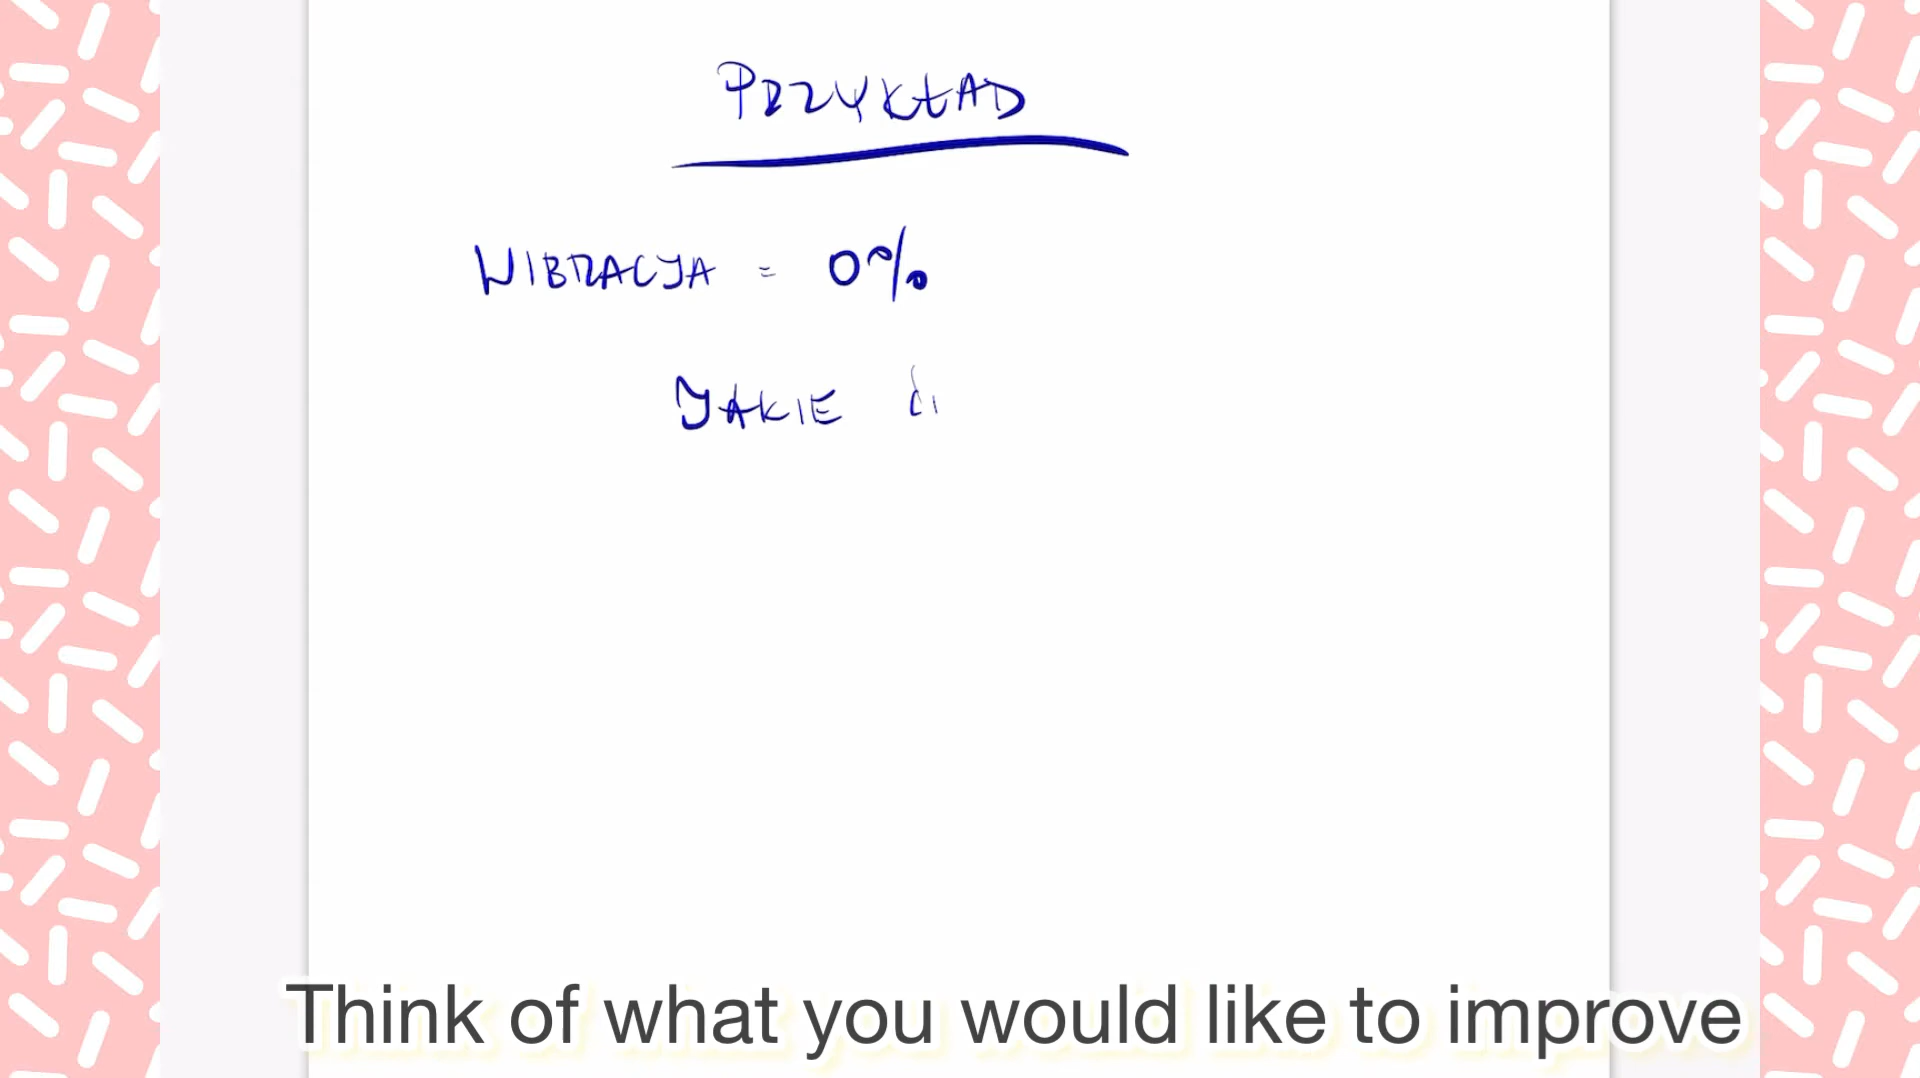 PRZYKŁAD
WIBRACJA = 0%
JAKIE
Think of what you would like to improve